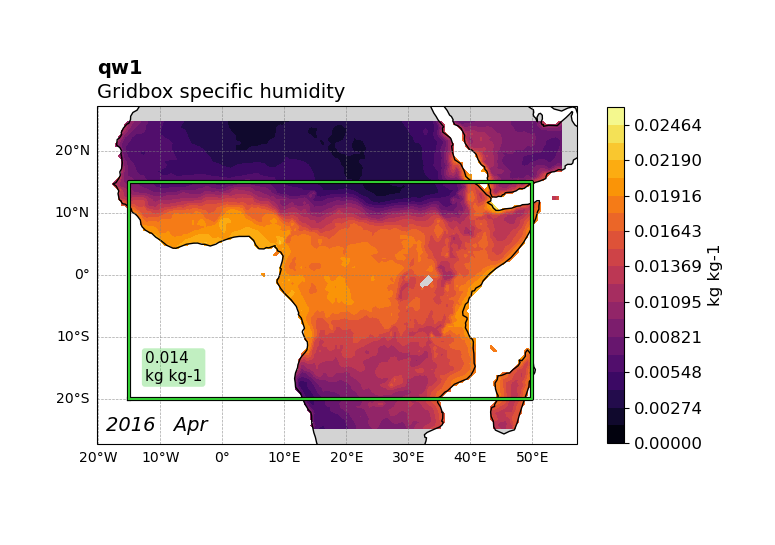 qw1
Gridbox specific humidity
20°N
10°N
0°
10°S
20°S
20°W
10°W
0°
10°E
20°E
30°E
40°E
50°E
0.014
kg kg-1
2016 Apr
0.02464
0.02190
0.01916
0.01643
0.01369
0.01095
0.00821
0.00548
0.00274
0.00000
kg kg-1